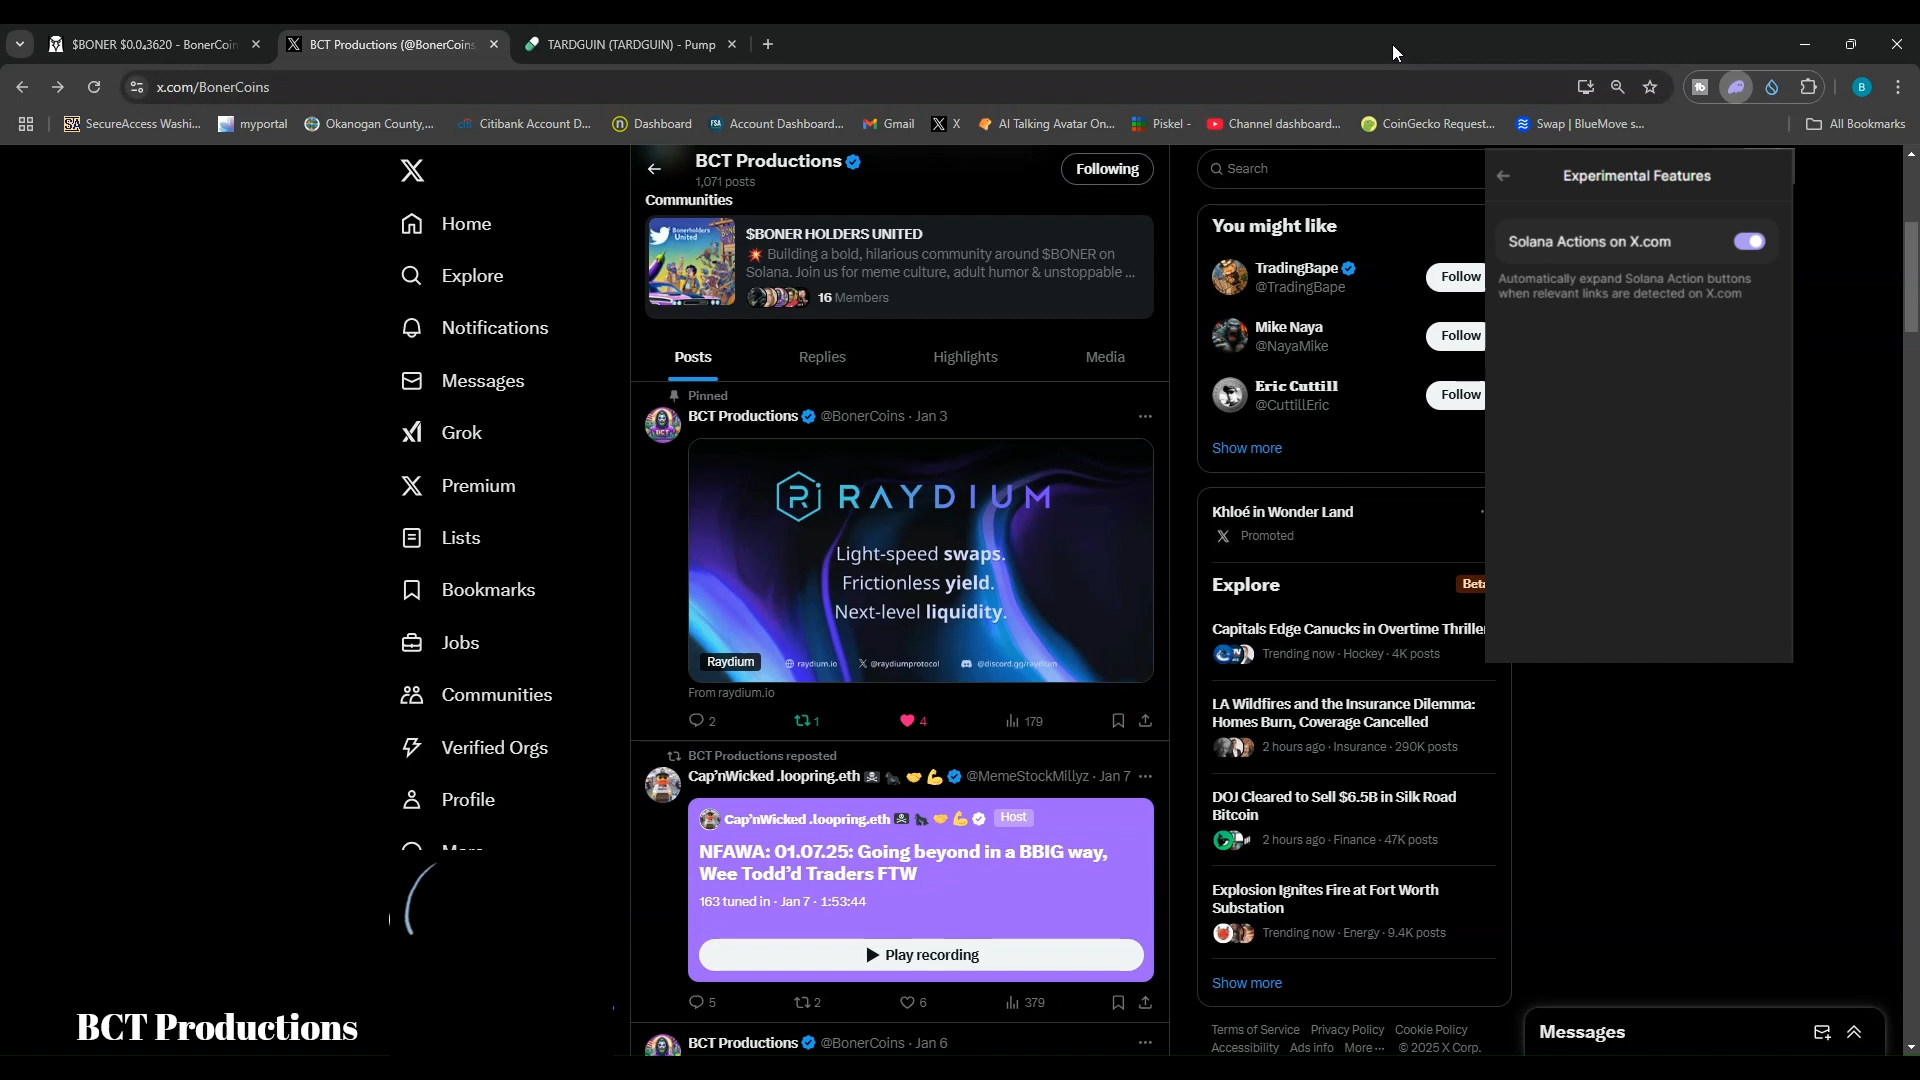 $BONER $0.0₄3620 - BonerCoin
BCT Productions (@BonerCoins
TARDGUIN (TARDGUIN) - Pump
x.com/BonerCoins
B
SecureAccess Washi...
myportal
Okanogan County,...
Citibank Account D...
Dashboard
Account Dashboard...
Gmail
X
AI Talking Avatar On...
Piskel -
Channel dashboard...
CoinGecko Request...
Swap | BlueMove s...
All Bookmarks
Home
Explore
Notifications
Messages
Grok
Premium
Lists
Bookmarks
Jobs
Communities
Verified Orgs
Profile
BCT Productions
BCT Productions
1,071 posts
Following
Communities
$BONER HOLDERS UNITED
💥 Building a bold, hilarious community around $BONER on
Solana. Join us for meme culture, adult humor & unstoppable ...
16 Members
Posts
Replies
Highlights
Media
Pinned
BCT Productions @BonerCoins · Jan 3
RAYDIUM
Light-speed swaps.
Frictionless yield.
Next-level liquidity.
Raydium
raydium.io
@raydiumprotocol
@discord.gg/raydium
From raydium.io
2
1
4
179
BCT Productions reposted
Cap'nWicked .loopring.eth 🏴‍☠️ 🦍 🤝 💪 @MemeStockMillyz · Jan 7
Cap'nWicked .loopring.eth 🏴‍☠️ 🦍 🤝 💪 Host
NFAWA: 01.07.25: Going beyond in a BBIG way,
Wee Todd'd Traders FTW
163 tuned in · Jan 7 · 1:53:44
Play recording
5
2
6
379
BCT Productions @BonerCoins · Jan 6
Search
You might like
TradingBape
@TradingBape
Follow
Mike Naya
@NayaMike
Follow
Eric Cuttill
@CuttillEric
Follow
Show more
Khloé in Wonder Land
Promoted
Explore
Beta
Capitals Edge Canucks in Overtime Thriller
Trending now · Hockey · 4K posts
LA Wildfires and the Insurance Dilemma:
Homes Burn, Coverage Cancelled
2 hours ago · Insurance · 290K posts
DOJ Cleared to Sell $6.5B in Silk Road
Bitcoin
2 hours ago · Finance · 47K posts
Explosion Ignites Fire at Fort Worth
Substation
Trending now · Energy · 9.4K posts
Show more
Terms of Service Privacy Policy Cookie Policy
Accessibility Ads info More ··· © 2025 X Corp.
Experimental Features
Solana Actions on X.com
Automatically expand Solana Action buttons
when relevant links are detected on X.com
Messages